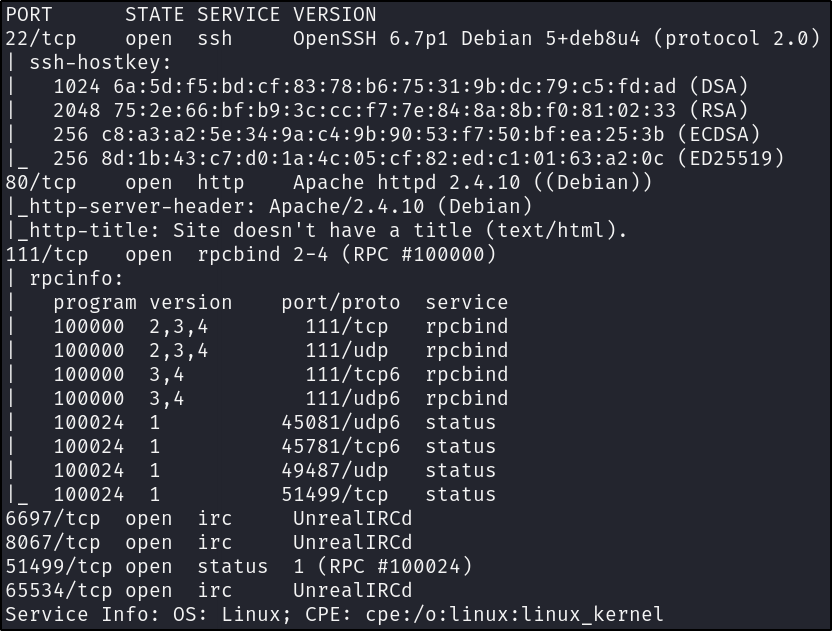 PORT      STATE SERVICE VERSION
22/tcp    open  ssh     OpenSSH 6.7p1 Debian 5+deb8u4 (protocol 2.0)
| ssh-hostkey:
|   1024 6a:5d:f5:bd:cf:83:78:b6:75:31:9b:dc:79:c5:fd:ad (DSA)
|   2048 75:2e:66:bf:b9:3c:cc:f7:7e:84:8a:8b:f0:81:02:33 (RSA)
|   256 c8:a3:a2:5e:34:9a:c4:9b:90:53:f7:50:bf:ea:25:3b (ECDSA)
|_  256 8d:1b:43:c7:d0:1a:4c:05:cf:82:ed:c1:01:63:a2:0c (ED25519)
80/tcp    open  http    Apache httpd 2.4.10 ((Debian))
|_http-server-header: Apache/2.4.10 (Debian)
|_http-title: Site doesn't have a title (text/html).
111/tcp   open  rpcbind 2-4 (RPC #100000)
| rpcinfo:
|   program version    port/proto  service
|   100000  2,3,4        111/tcp   rpcbind
|   100000  2,3,4        111/udp   rpcbind
|   100000  3,4          111/tcp6  rpcbind
|   100000  3,4          111/udp6  rpcbind
|   100024  1          45081/udp6  status
|   100024  1          45781/tcp6  status
|   100024  1          49487/udp   status
|_  100024  1          51499/tcp   status
6697/tcp  open  irc     UnrealIRCd
8067/tcp  open  irc     UnrealIRCd
51499/tcp open  status  1 (RPC #100024)
65534/tcp open  irc     UnrealIRCd
Service Info: OS: Linux; CPE: cpe:/o:linux:linux_kernel